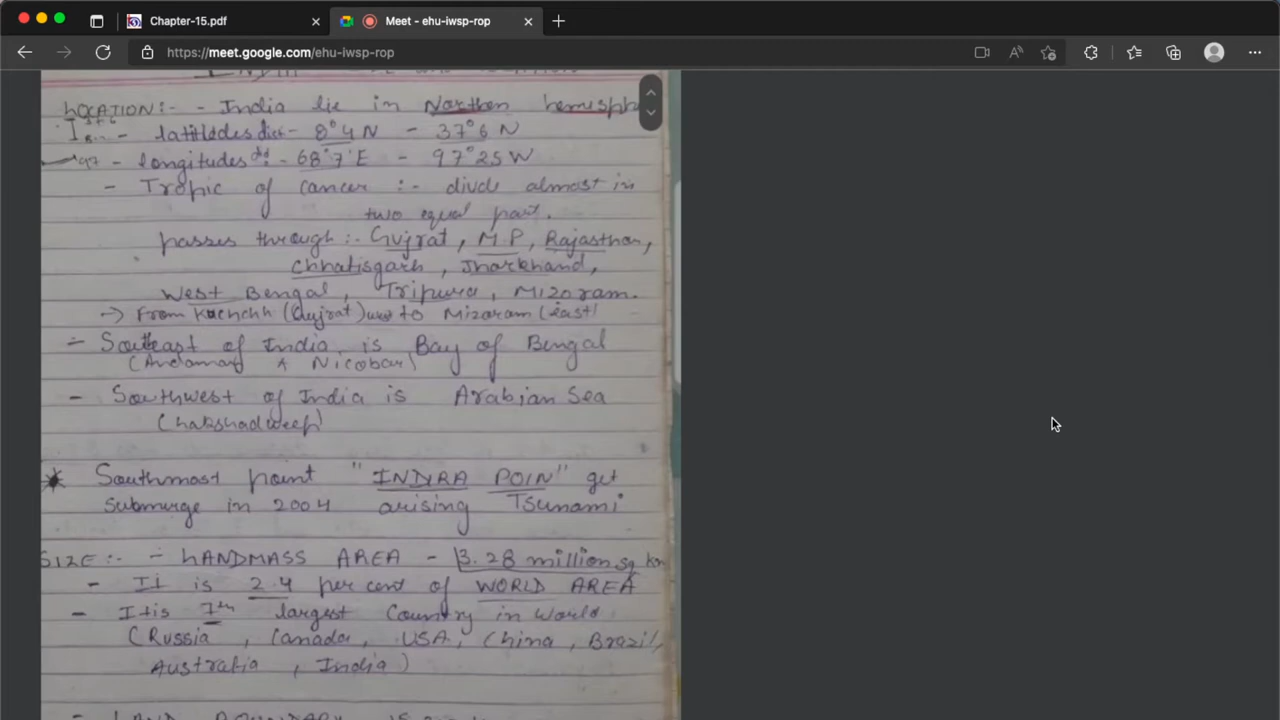 Chapter-15.pdf
Meet - ehu-iwsp-rop
https://meet.google.com/ehu-iwsp-rop
LOCATION :- - India lie in Northen hemisphe
- latitudes - 8°4 N - 37°6 N
97 - longitudes - 68°7'E - 97°25 W
- Tropic of cancer :- divde almost in
two equal part.
passes through :- Gujrat, M.P, Rajasthan,
Chhatisgarh, Jharkhand,
West Bengal, Tripura, Mizoram.
→ From Kachchh (Gujrat) west to Mizoram (east)
- Southeast of India is Bay of Bengal
(Andaman & Nicobar)
- Southwest of India is Arabian Sea
(Lakshadweep)
* Southmost point "INDIRA POIN" get
submerge in 2004 arising Tsunami
SIZE :- - LANDMASS AREA - 3.28 million sq km
- It is 2.4 per cent of WORLD AREA
- It is 7th largest Country in World
(Russia, Canada, USA, China, Brazil,
Australia, India)